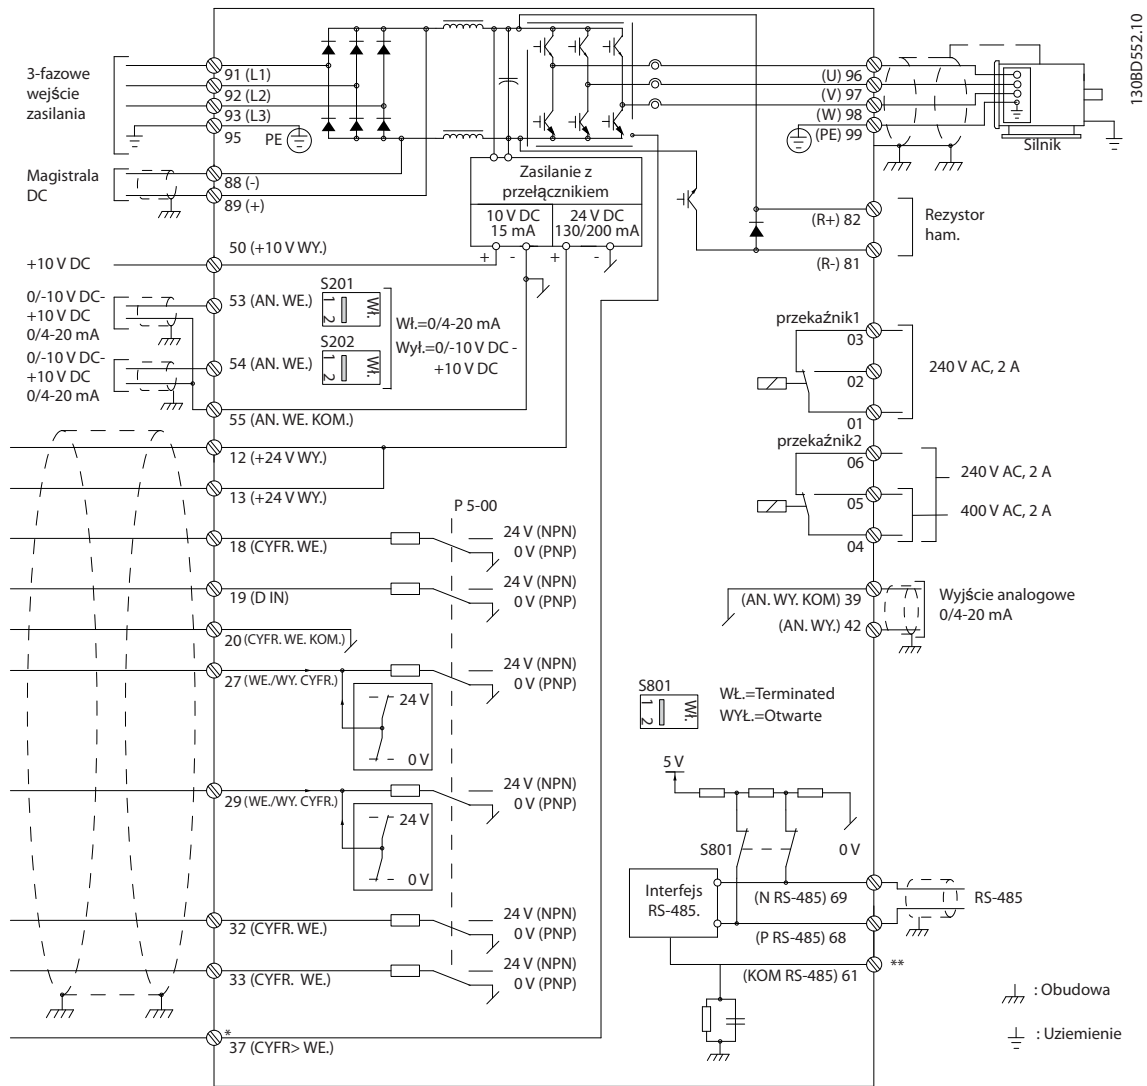 130BD552.10
3-fazowe
wejście
zasilania
91 (L1)
92 (L2)
93 (L3)
95
PE
Magistrala
DC
88 (-)
89 (+)
50 (+10 V WY.)
+10 V DC
0/-10 V DC-
+10 V DC
0/4-20 mA
53 (AN. WE.)
0/-10 V DC-
+10 V DC
0/4-20 mA
54 (AN. WE.)
55 (AN. WE. KOM.)
S201
1
2
Wł.
S202
1
2
Wł.
Wł.=0/4-20 mA
Wył.=0/-10 V DC -
+10 V DC
Zasilanie z
przełącznikiem
10 V DC
15 mA
24 V DC
130/200 mA
+
-
+
-
12 (+24 V WY.)
13 (+24 V WY.)
P 5-00
18 (CYFR. WE.)
24 V (NPN)
0 V (PNP)
19 (D IN)
24 V (NPN)
0 V (PNP)
20 (CYFR. WE. KOM.)
27 (WE./WY. CYFR.)
24 V (NPN)
0 V (PNP)
24 V
0 V
29 (WE./WY. CYFR.)
24 V (NPN)
0 V (PNP)
24 V
0 V
32 (CYFR. WE.)
24 V (NPN)
0 V (PNP)
33 (CYFR. WE.)
24 V (NPN)
0 V (PNP)
*
37 (CYFR> WE.)
(U) 96
(V) 97
(W) 98
(PE) 99
Silnik
(R+) 82
Rezystor
ham.
(R-) 81
przekaźnik1
03
02
01
240 V AC, 2 A
przekaźnik2
06
05
04
240 V AC, 2 A
400 V AC, 2 A
(AN. WY. KOM) 39
(AN. WY.) 42
Wyjście analogowe
0/4-20 mA
S801
1
2
Wł.
WŁ.=Terminated
WYŁ.=Otwarte
5 V
S801
0 V
Interfejs
RS-485.
(N RS-485) 69
RS-485
(P RS-485) 68
(KOM RS-485) 61
**
: Obudowa
: Uziemienie